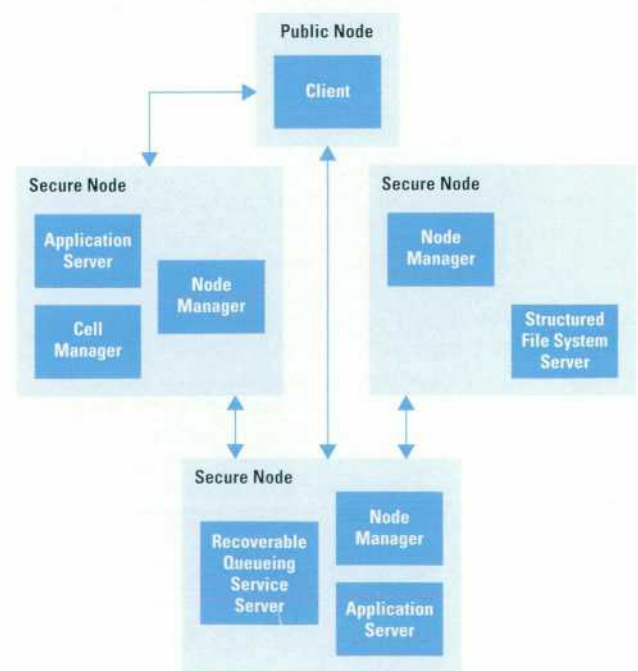 Public Node
Client
Secure Node
Application
Server
Node
Manager
Cell
Manager
Secure Node
Node
Manager
Structured
File System
Server
Secure Node
Recoverable
Queueing
Service
Server
Node
Manager
Application
Server